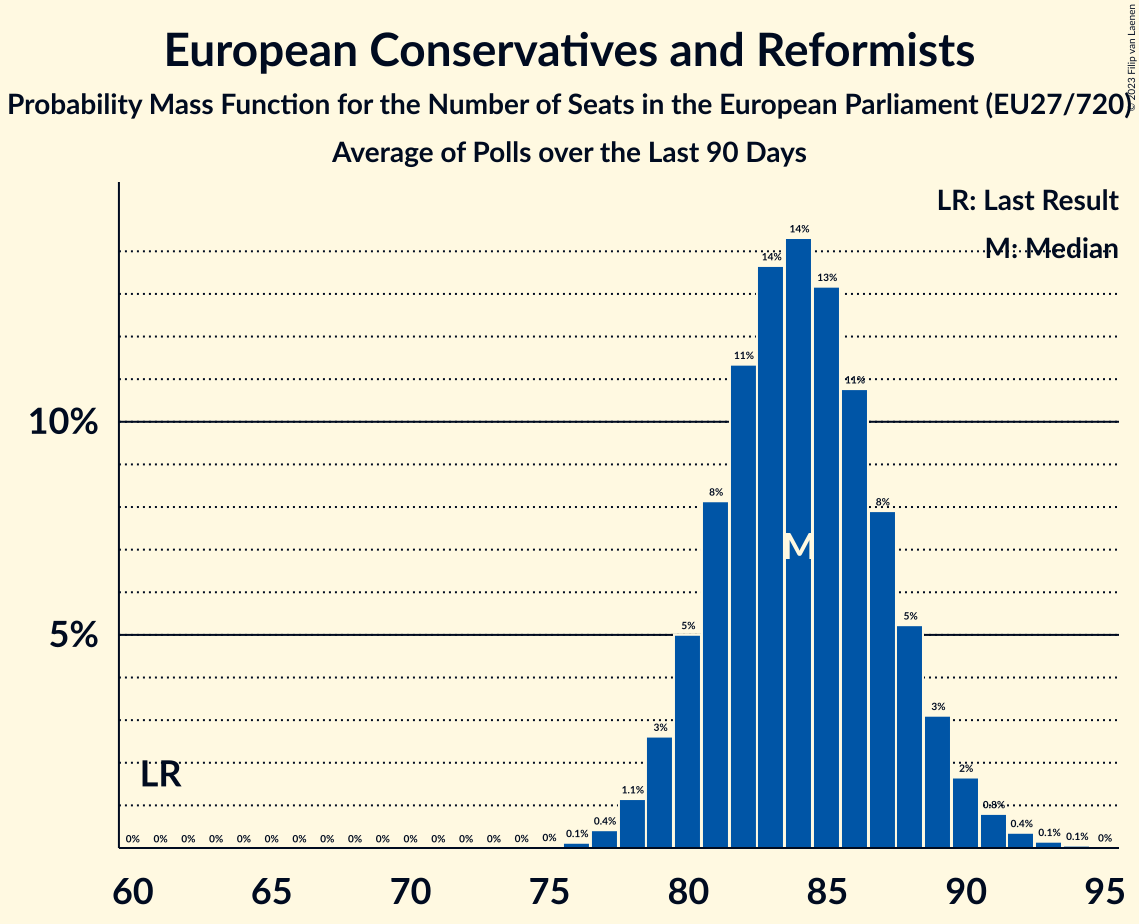 European Conservatives and Reformists
Probability Mass Function for the Number of Seats in the European Parliament (EU27/720)
Average of Polls over the Last 90 Days
© 2023 Filip van Laenen
LR: Last Result
M: Median
14%
14%
13%
11%
11%
10%
8%
8%
M
5%
5%
5%
3%
3%
LR
2%
1.1%
0.8%
0.4%
0.4%
0% 0% 0% 0% 0% 0% 0% 0% 0% 0% 0% 0% 0% 0% 0% 0% 0.1% 0.1% 0.1% 0%
60 65 70 75 80 85 90 95